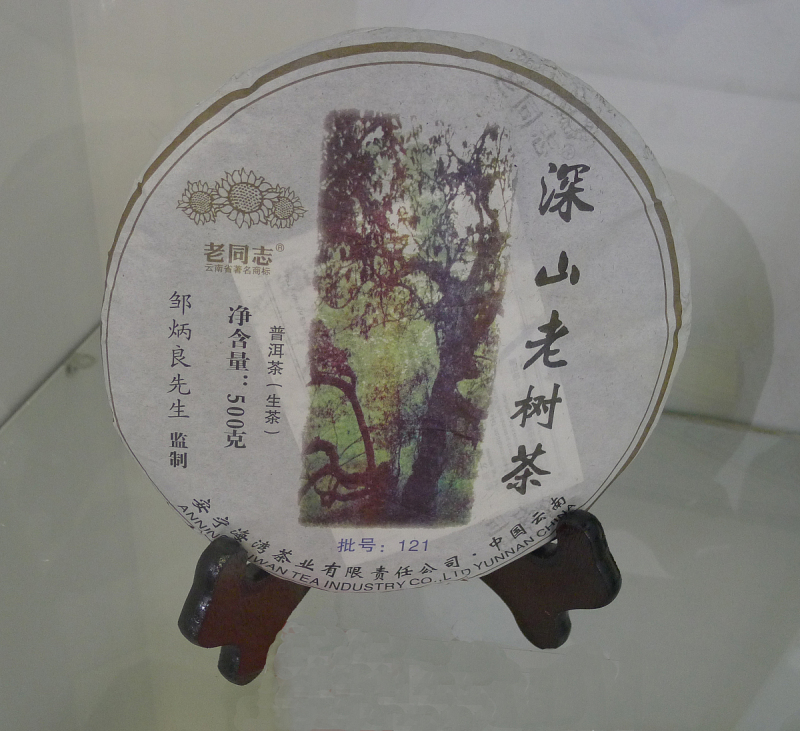 深山老树茶
老同志®
云南省著名商标
普洱茶（生茶）
净含量：500克
邹炳良先生 监制
批号：121
安宁海湾茶业有限责任公司·中国云南
TEA INDUSTRY CO.,LTD YUNNAN CHINA